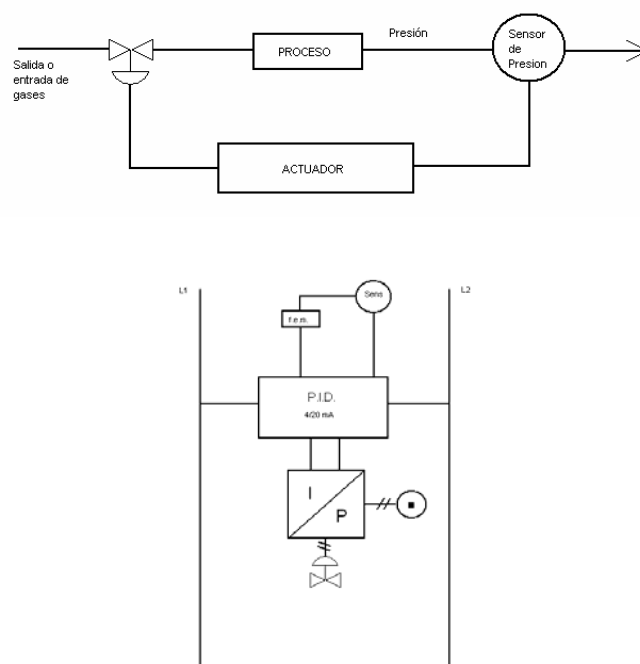 Salida o
entrada de
gases
PROCESO
Presión
Sensor
de
Presion
ACTUADOR
L1
L2
Sens
f.e.m.
P.I.D.
4/20 mA
I
P